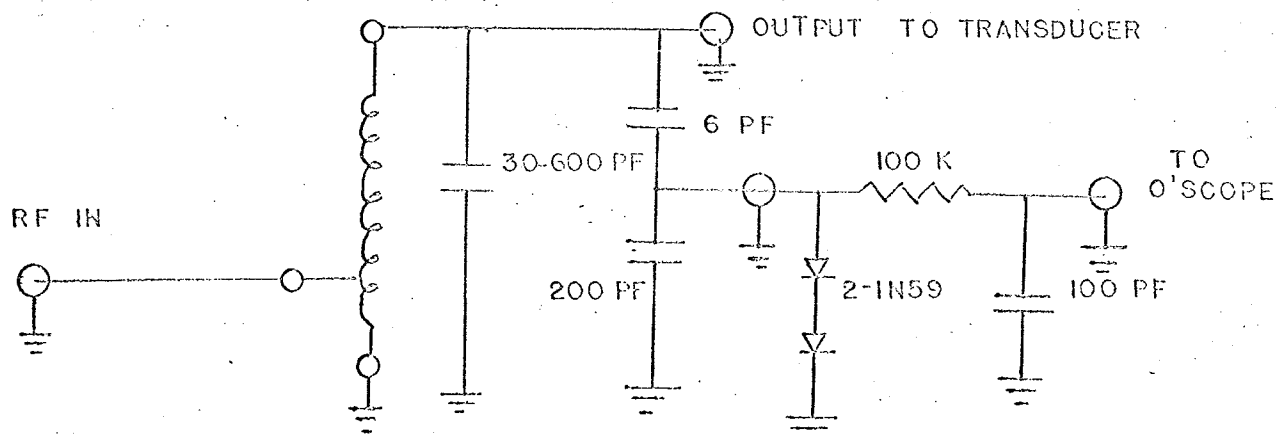 OUTPUT TO TRANSDUCER
6 PF
30-600 PF
100 K
TO
O'SCOPE
RF IN
200 PF
2-1N59
100 PF